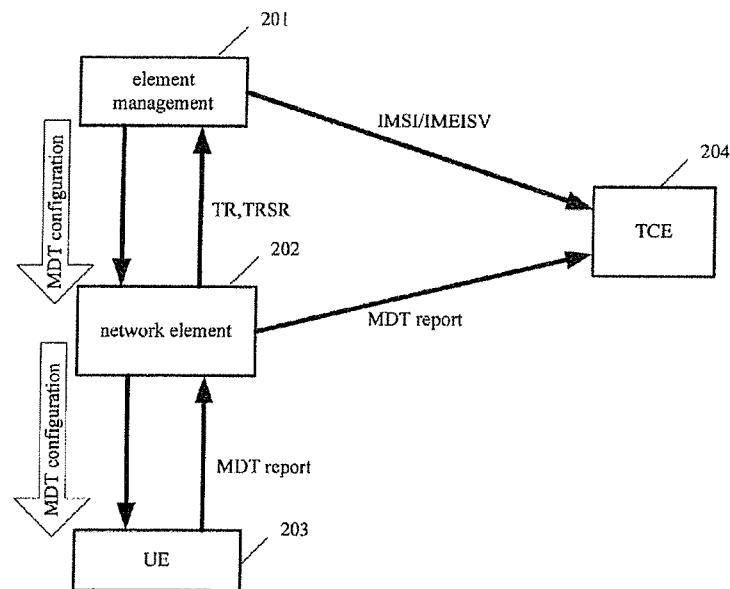 201
element
management
IMSI/IMEISV
204
MDT configuration
TR,TRSR
TCE
202
network element
MDT report
MDT configuration
MDT report
203
UE